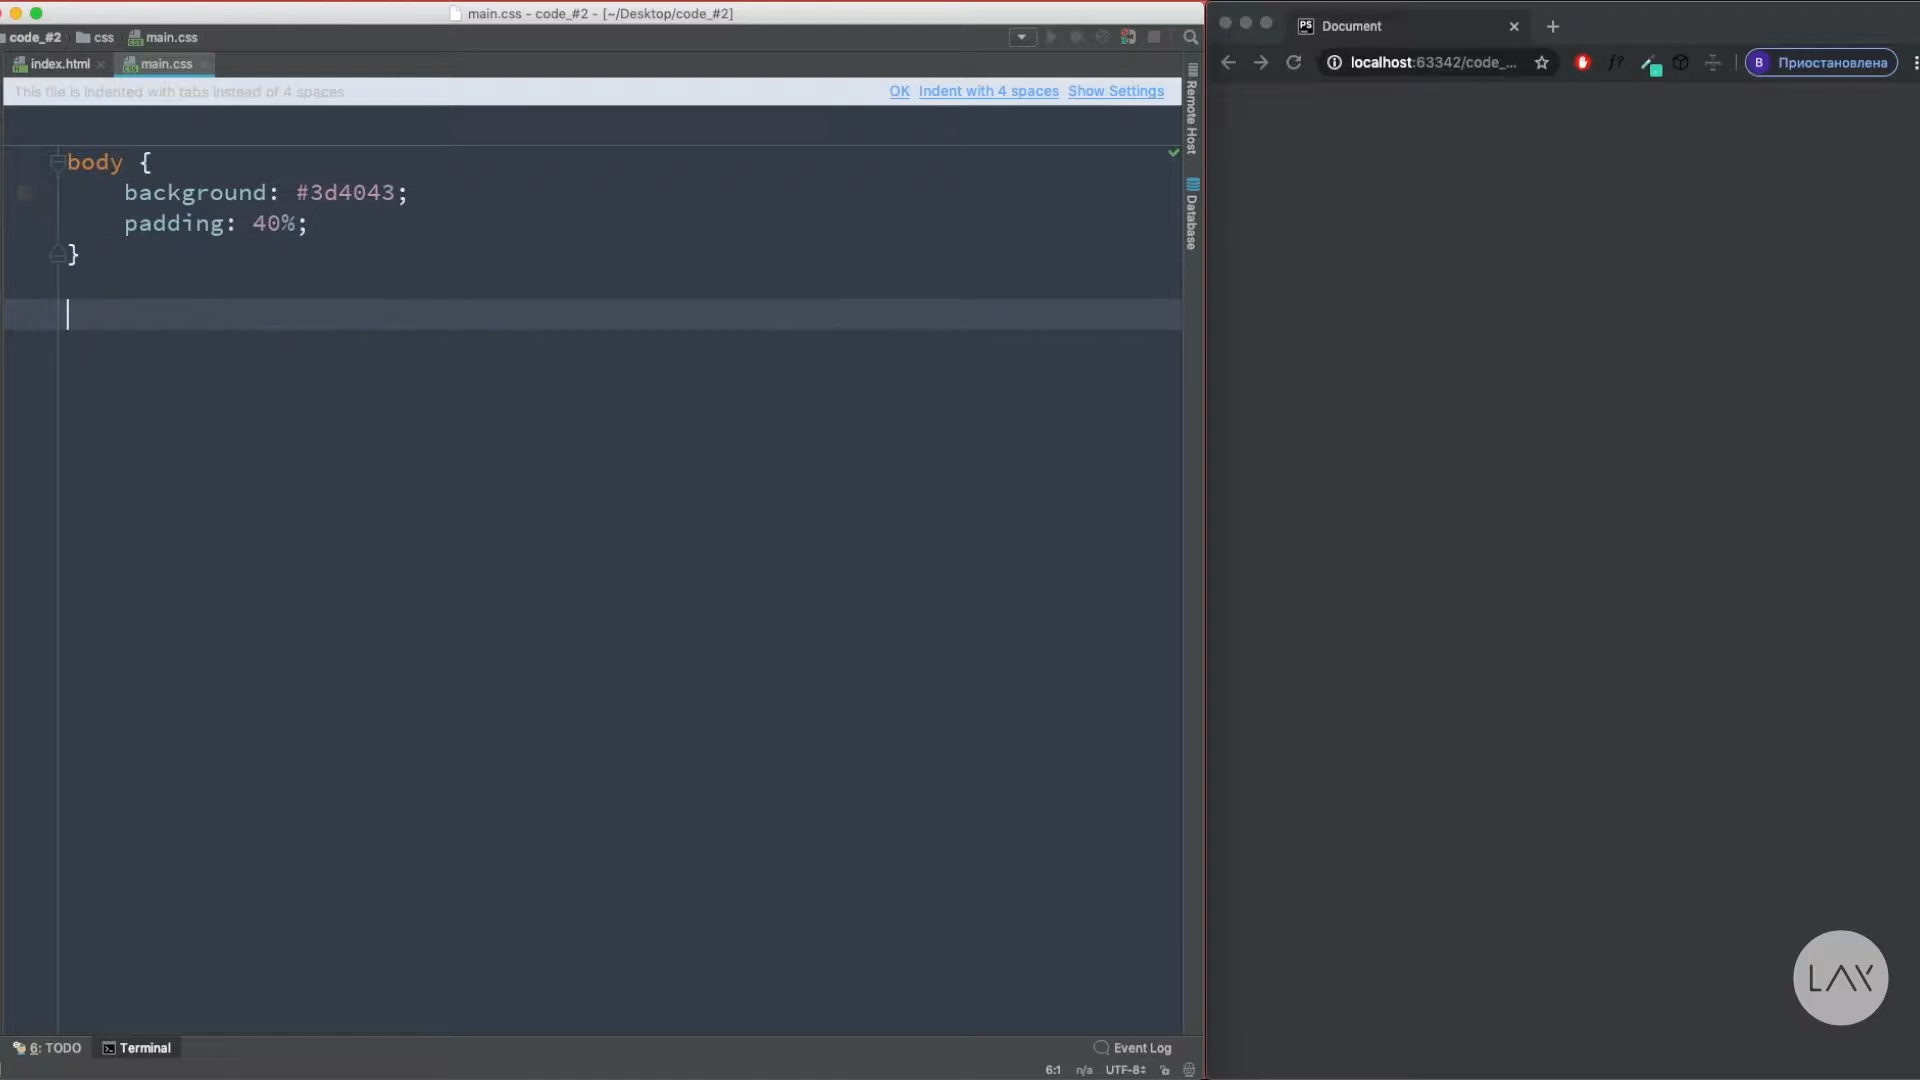 main.css - code_#2 - [~/Desktop/code_#2]
code_#2 css main.css
index.html main.css
This file is indented with tabs instead of 4 spaces OK Indent with 4 spaces Show Settings
body {
background: #3d4043;
padding: 40%;
}
Remote Host
Database
6: TODO Terminal Event Log
6:1 n/a UTF-8
PS Document
localhost:63342/code_... f? B Приостановлена
LAX